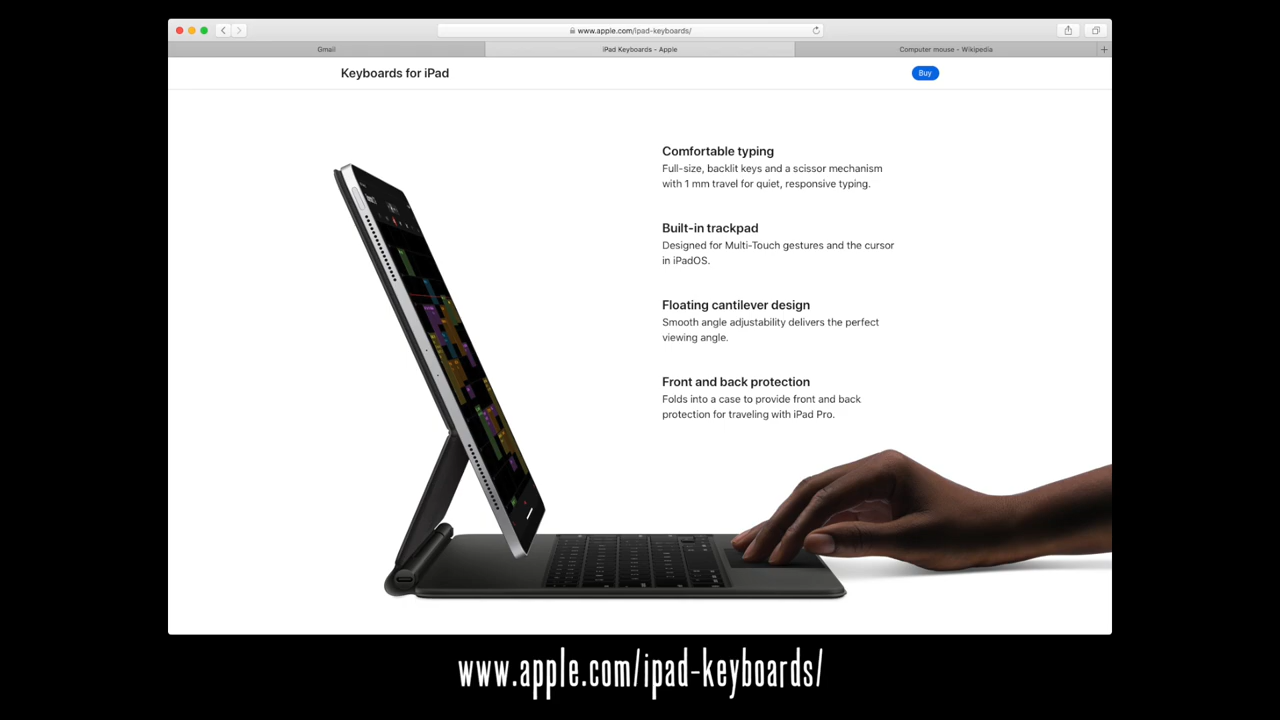 www.apple.com/ipad-keyboards/
Gmail
iPad Keyboards - Apple
Computer mouse - Wikipedia
Keyboards for iPad
Buy
Comfortable typing
Full-size, backlit keys and a scissor mechanism
with 1 mm travel for quiet, responsive typing.
Built-in trackpad
Designed for Multi-Touch gestures and the cursor
in iPadOS.
Floating cantilever design
Smooth angle adjustability delivers the perfect
viewing angle.
Front and back protection
Folds into a case to provide front and back
protection for traveling with iPad Pro.
www.apple.com/ipad-keyboards/